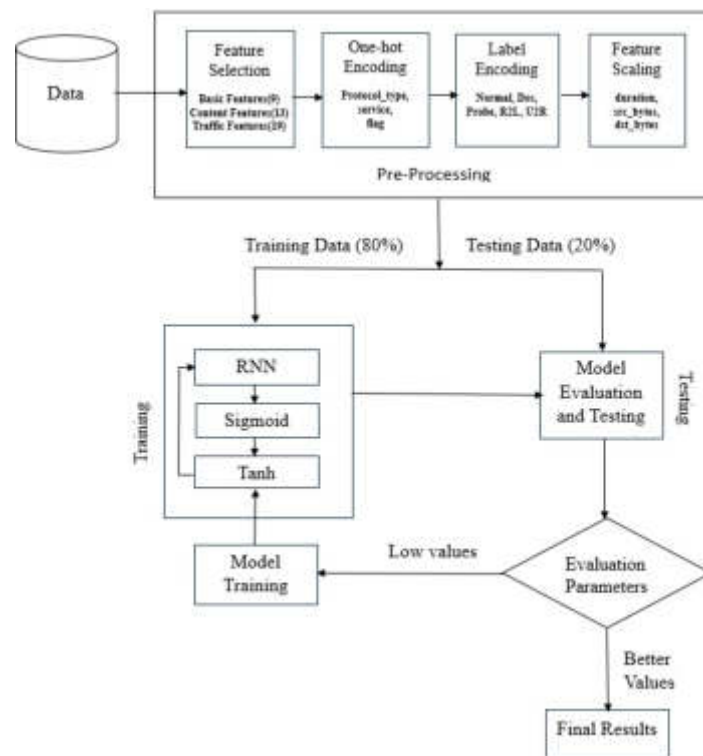 Data
Feature
Selection
Basic Features(9)
Content Features(13)
Traffic Features(19)
One-hot
Encoding
Protocol_type,
service,
flag
Label
Encoding
Normal, Dos,
Probe, R2L, U2R
Feature
Scaling
duration,
src_bytes,
dst_bytes
Pre-Processing
Training Data (80%)
Testing Data (20%)
Training
RNN
Sigmoid
Tanh
Model
Evaluation
and Testing
Testing
Model
Training
Low values
Evaluation
Parameters
Better
Values
Final Results